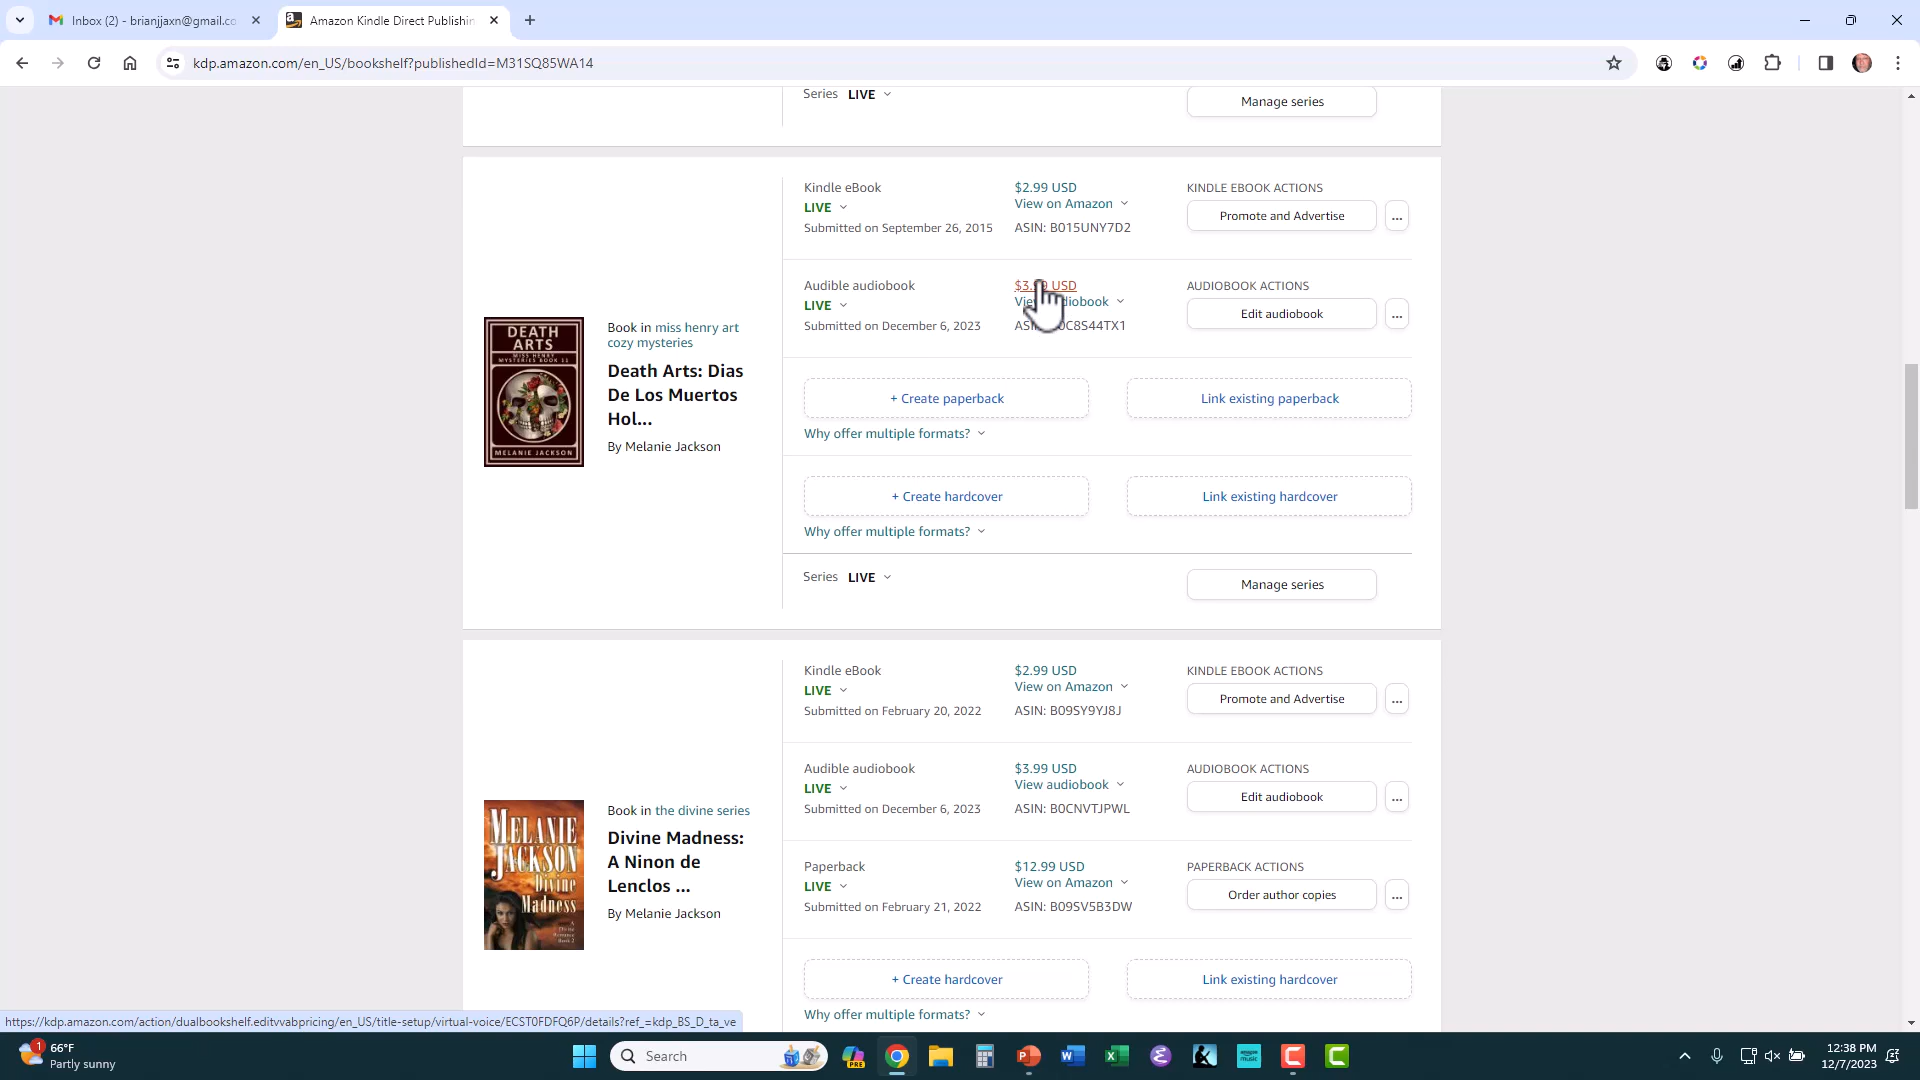 Inbox (2) - brianjjaxn@gmail.co
Amazon Kindle Direct Publishin
kdp.amazon.com/en_US/bookshelf?publishedId=M31SQ85WA14
Series LIVE
Manage series
Kindle eBook
LIVE
Submitted on September 26, 2015
$2.99 USD
View on Amazon
ASIN: B015UNY7D2
KINDLE EBOOK ACTIONS
Promote and Advertise
...
Audible audiobook
LIVE
Submitted on December 6, 2023
USD
AUDIOBOOK ACTIONS
Edit audiobook
...
DEATH
ARTS
MISS HENRY
MYSTERIES BOOK 11
MELANIE JACKSON
Book in miss henry art
cozy mysteries
Death Arts: Dias
De Los Muertos
Hol...
By Melanie Jackson
+ Create paperback
Link existing paperback
Why offer multiple formats?
+ Create hardcover
Link existing hardcover
Why offer multiple formats?
Series LIVE
Manage series
Kindle eBook
LIVE
Submitted on February 20, 2022
$2.99 USD
View on Amazon
ASIN: B09SY9YJ8J
KINDLE EBOOK ACTIONS
Promote and Advertise
...
Audible audiobook
LIVE
Submitted on December 6, 2023
$3.99 USD
View audiobook
ASIN: B0CNVTJPWL
AUDIOBOOK ACTIONS
Edit audiobook
...
MELANIE
JACKSON
Divine
Madness
Book in the divine series
Divine Madness:
A Ninon de
Lenclos ...
By Melanie Jackson
Paperback
LIVE
Submitted on February 21, 2022
$12.99 USD
View on Amazon
ASIN: B09SV5B3DW
PAPERBACK ACTIONS
Order author copies
...
+ Create hardcover
Link existing hardcover
Why offer multiple formats?
https://kdp.amazon.com/action/dualbookshelf.editvvabpricing/en_US/title-setup/virtual-voice/ECST0FDFQ6P/details?ref_=kdp_BS_D_ta_ve
1
66°F
Partly sunny
Search
PRE
12:38 PM
12/7/2023